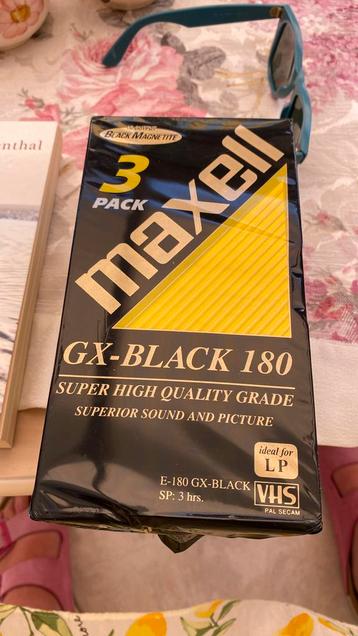 enthal
BLACK MAGNETITE
3
PACK
maxell
GX-BLACK 180
SUPER HIGH QUALITY GRADE
SUPERIOR SOUND AND PICTURE
ideal for
LP
E-180 GX-BLACK
SP: 3 hrs.
VHS
PAL SECAM